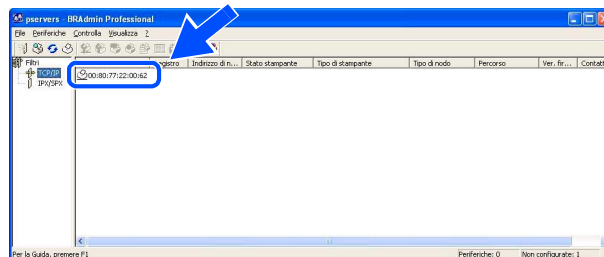 pservers - BRAdmin Professional
File Periferiche Controlla Visualizza ?
Filtri
TCP/IP
IPX/SPX
Registro Indirizzo di n... Stato stampante Tipo di stampante Tipo di nodo Percorso Ver. fir... Contatt
00:80:77:22:00:62
Per la Guida, premere F1 Periferiche: 0 Non configurate: 1